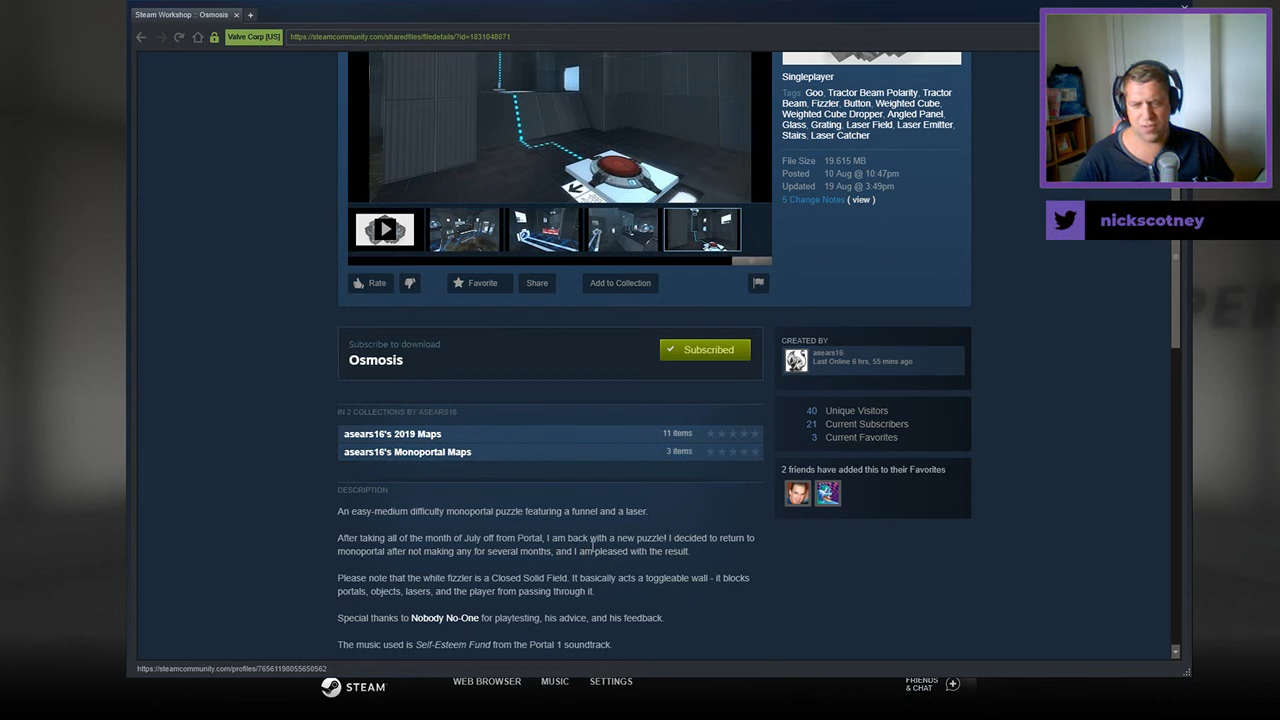 Steam Workshop :: Osmosis
Valve Corp [US]
https://steamcommunity.com/sharedfiles/filedetails/?id=1831048071
Singleplayer
Tags: Goo, Tractor Beam Polarity, Tractor
Beam, Fizzler, Button, Weighted Cube,
Weighted Cube Dropper, Angled Panel,
Glass, Grating, Laser Field, Laser Emitter,
Stairs, Laser Catcher
File Size 19.615 MB
Posted 10 Aug @ 10:47pm
Updated 19 Aug @ 3:49pm
5 Change Notes ( view )
nickscotney
Rate
Favorite
Share
Add to Collection
Subscribe to download
Osmosis
Subscribed
CREATED BY
asears16
Last Online 6 hrs, 55 mins ago
IN 2 COLLECTIONS BY ASEARS16
asears16's 2019 Maps 11 items
asears16's Monoportal Maps 3 items
40 Unique Visitors
21 Current Subscribers
3 Current Favorites
2 friends have added this to their Favorites
DESCRIPTION
An easy-medium difficulty monoportal puzzle featuring a funnel and a laser.
After taking all of the month of July off from Portal, I am back with a new puzzle! I decided to return to
monoportal after not making any for several months, and I am pleased with the result.
Please note that the white fizzler is a Closed Solid Field. It basically acts a toggleable wall - it blocks
portals, objects, lasers, and the player from passing through it.
Special thanks to Nobody No-One for playtesting, his advice, and his feedback.
The music used is Self-Esteem Fund from the Portal 1 soundtrack.
https://steamcommunity.com/profiles/76561198055650562
STEAM
WEB BROWSER
MUSIC
SETTINGS
FRIENDS
& CHAT